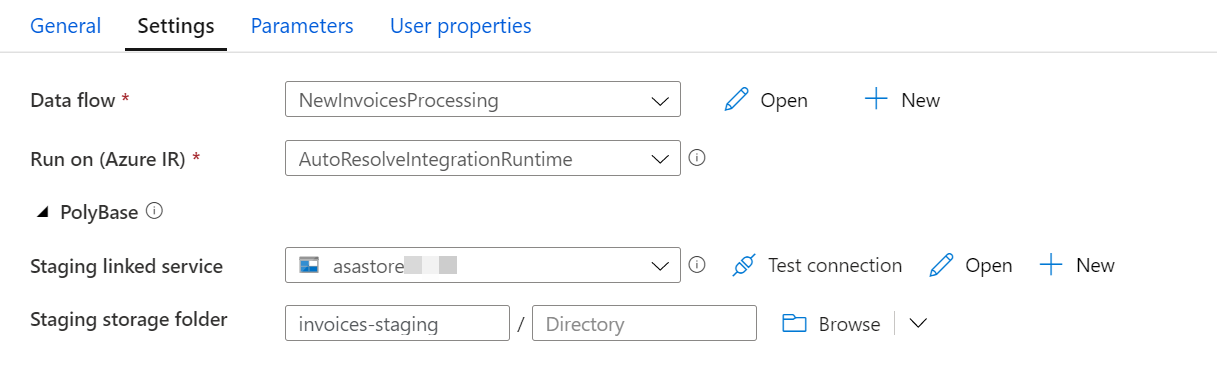 General Settings Parameters User properties
Data flow * NewInvoicesProcessing Open New
Run on (Azure IR) * AutoResolveIntegrationRuntime
PolyBase
Staging linked service asastore Test connection Open New
Staging storage folder invoices-staging / Directory Browse